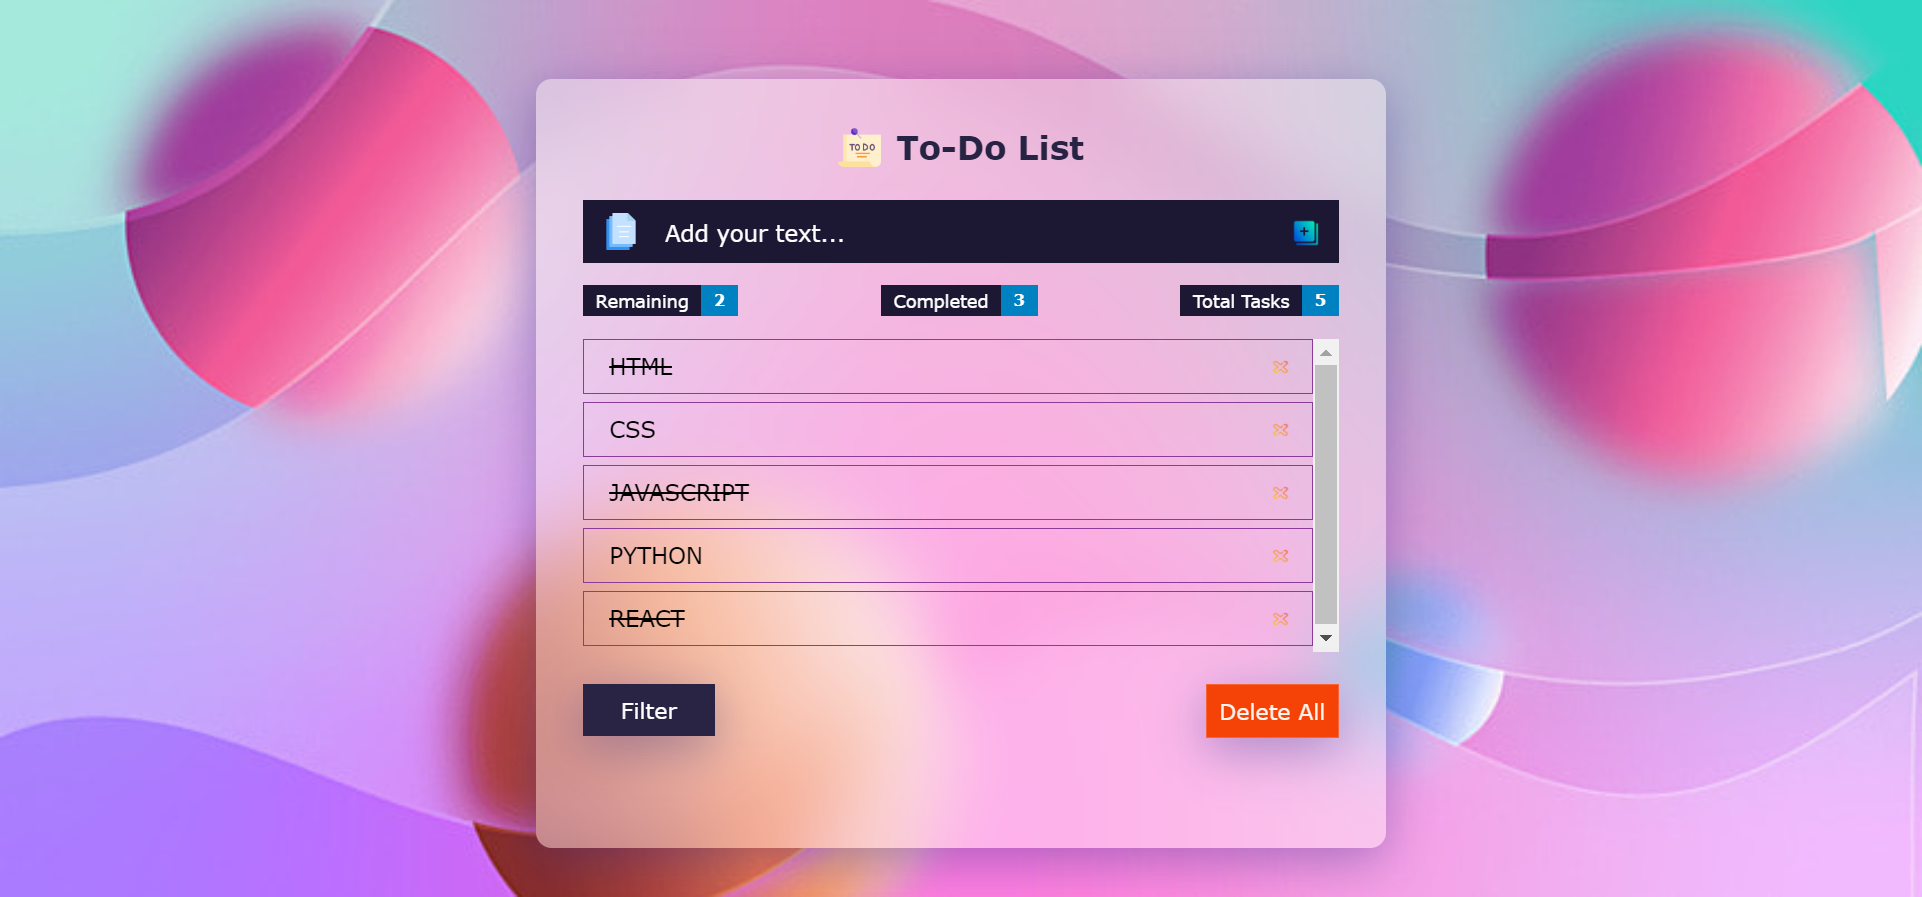 TO DO
To-Do List
Add your text...
Remaining 2 Completed 3 Total Tasks 5
HTML
CSS
JAVASCRIPT
PYTHON
REACT
Filter Delete All